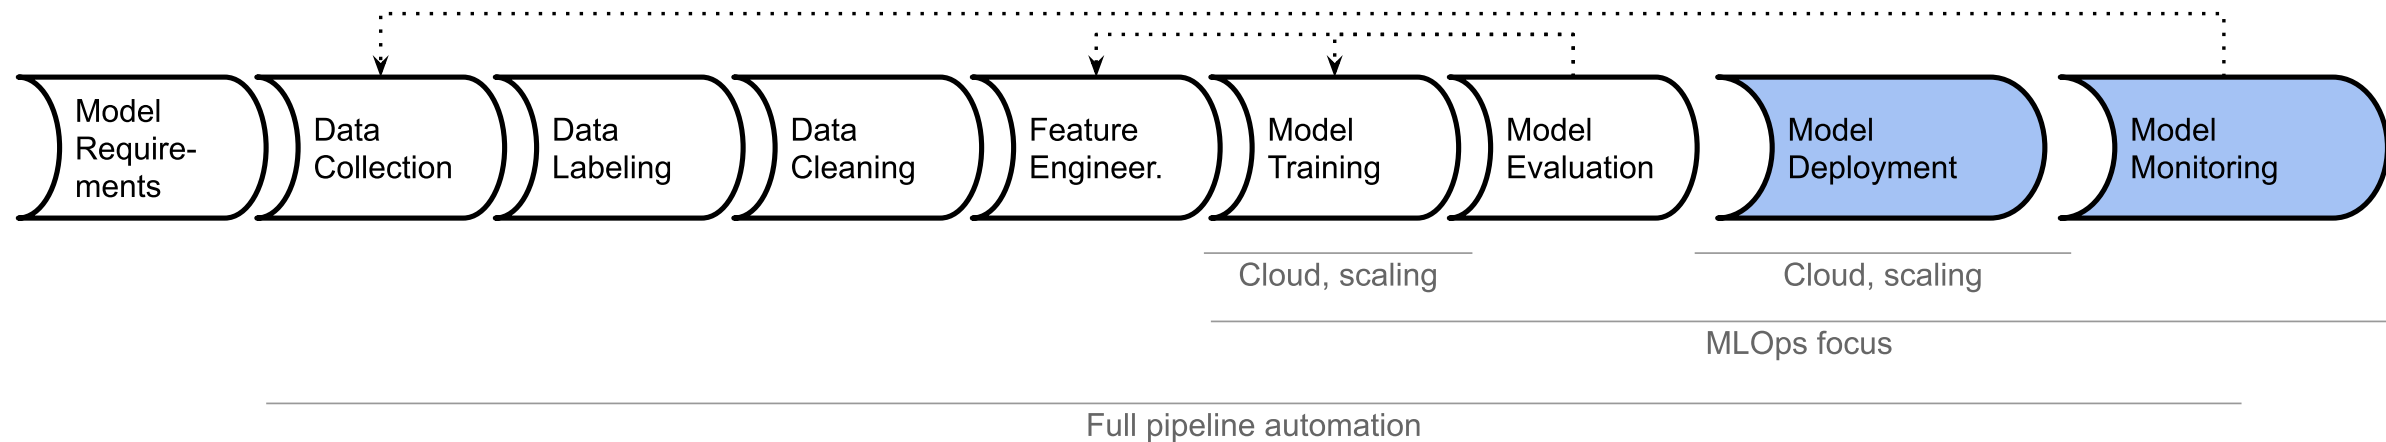 Model
Require-
ments
Data
Collection
Data
Labeling
Data
Cleaning
Feature
Engineer.
Model
Training
Model
Evaluation
Model
Deployment
Model
Monitoring
Cloud, scaling
Cloud, scaling
MLOps focus
Full pipeline automation